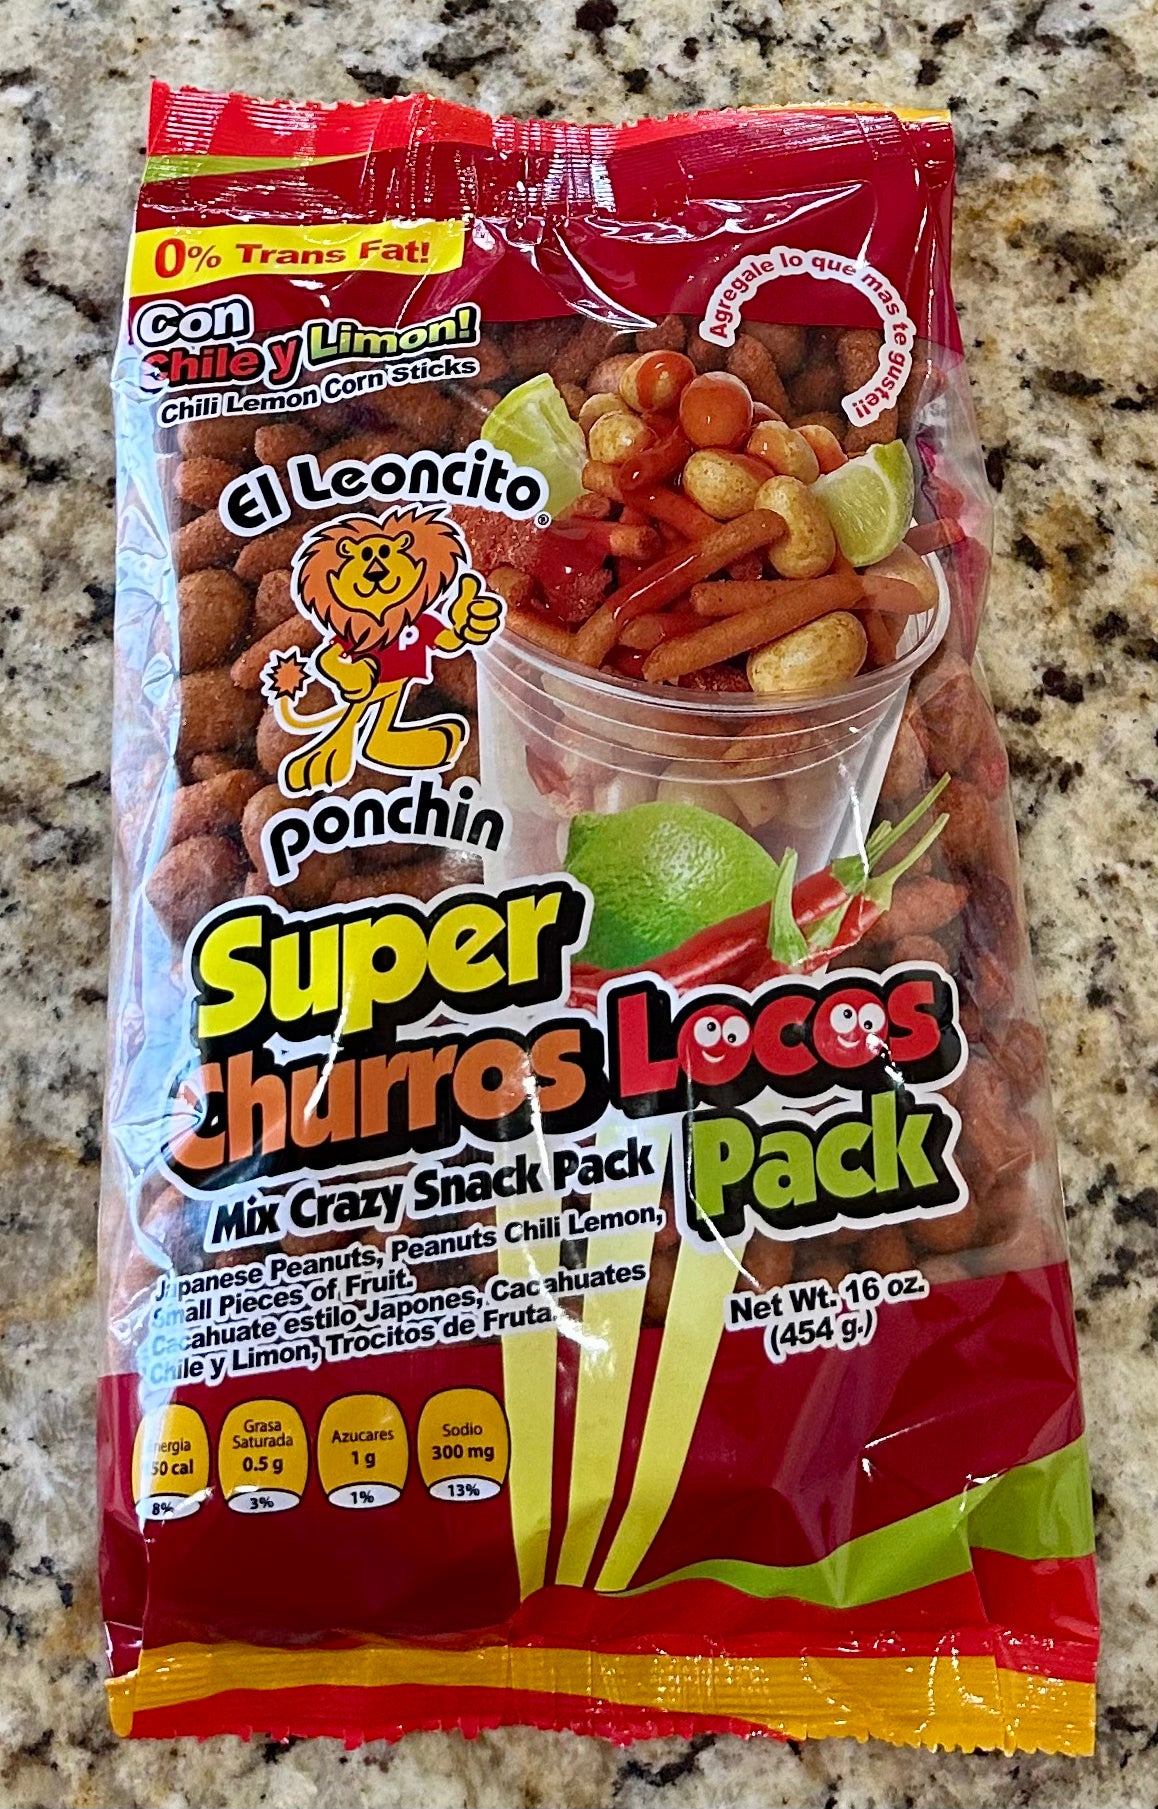 0% Trans Fat!
Con
Chile y Limon!
Chili Lemon Corn Sticks
Agregale lo que mas te guste!!
El Leoncito®
P
ponchin
Super
Churros Locos
Pack
Mix Crazy Snack Pack
Japanese Peanuts, Peanuts Chili Lemon,
Small Pieces of Fruit.
Cacahuate estilo Japones, Cacahuates
Chile y Limon, Trocitos de Fruta.
Net Wt. 16 oz.
(454 g.)
Energia
8%
Grasa
Saturada
0.5 g
3%
Azucares
1 g
1%
Sodio
300 mg
13%